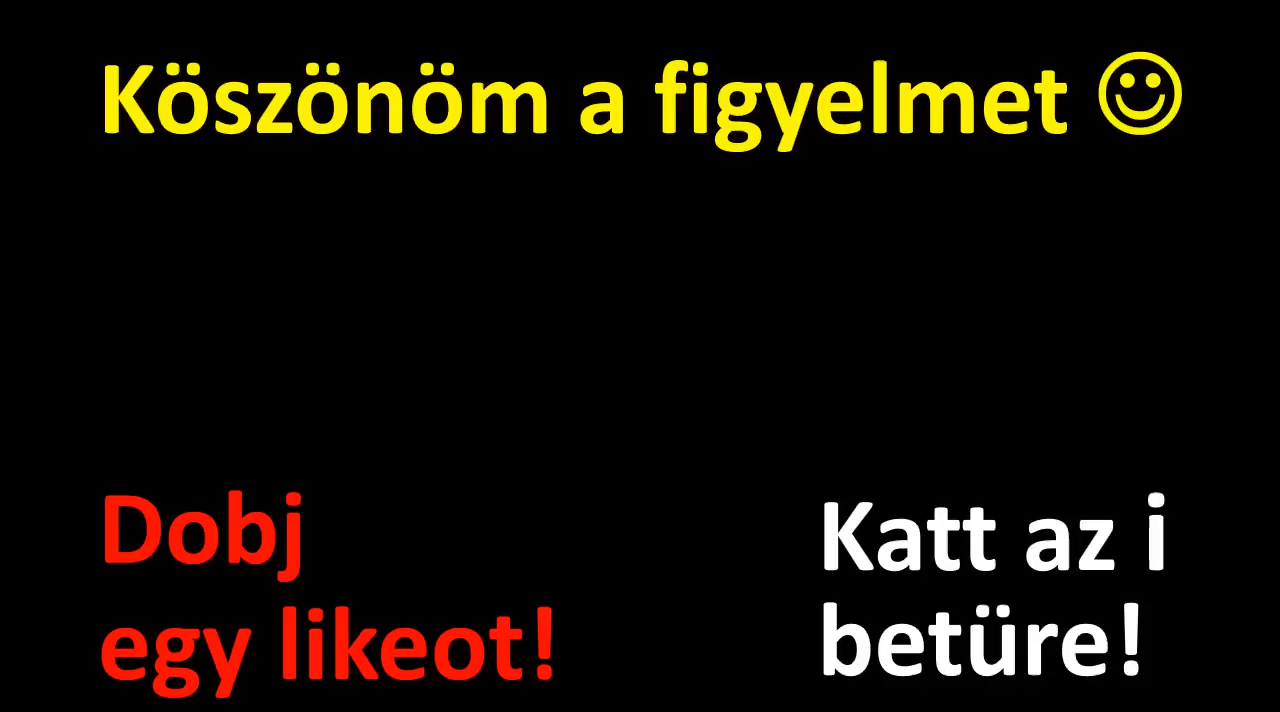 Köszönöm a figyelmet ☺
Dobj
egy likeot!
Katt az i
betüre!